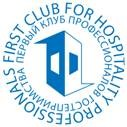 FIRST CLUB FOR HOSPITALITY PROFESSIONALS
ПЕРВЫЙ КЛУБ ПРОФЕССИОНАЛОВ ГОСТЕПРИИМСТВА